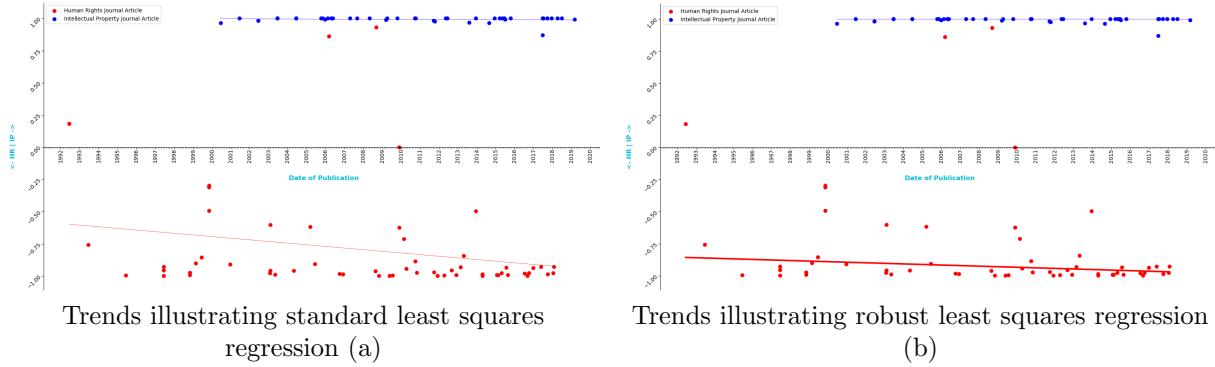 Human Rights Journal Article
Intellectual Property Journal Article
1.00
0.75
0.50
0.25
0.00
−0.25
−0.50
−0.75
−1.00
<- HR | IP ->
1992 1993 1994 1995 1996 1997 1998 1999 2000 2001 2002 2003 2004 2005 2006 2007 2008 2009 2010 2011 2012 2013 2014 2015 2016 2017 2018 2019 2020
Date of Publication
Trends illustrating standard least squares
regression (a)
Human Rights Journal Article
Intellectual Property Journal Article
1.00
0.75
0.50
0.25
0.00
−0.25
−0.50
−0.75
−1.00
<- HR | IP ->
1992 1993 1994 1995 1996 1997 1998 1999 2000 2001 2002 2003 2004 2005 2006 2007 2008 2009 2010 2011 2012 2013 2014 2015 2016 2017 2018 2019 2020
Date of Publication
Trends illustrating robust least squares regression
(b)